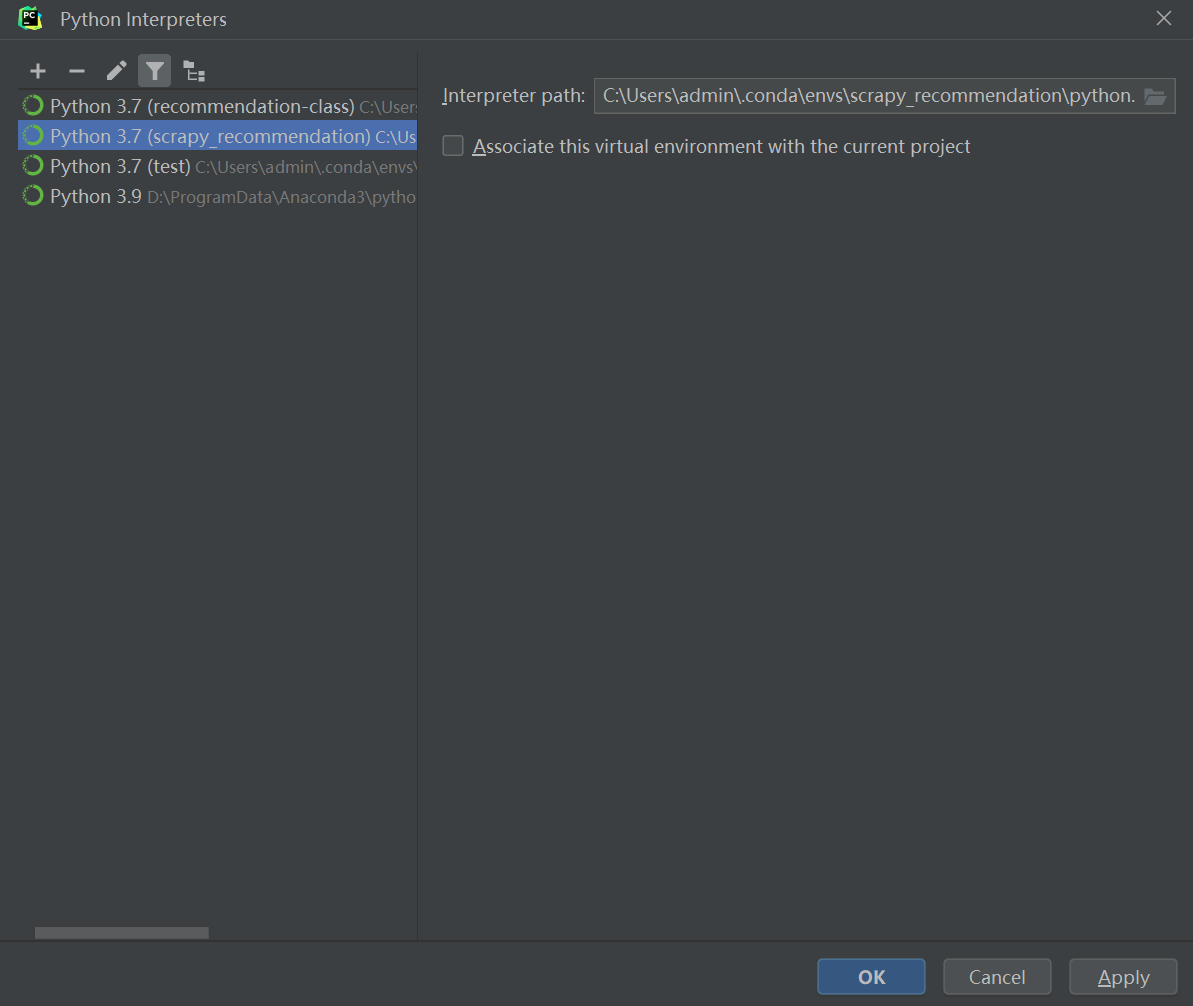 PC
Python Interpreters
Interpreter path: C:\Users\admin\.conda\envs\scrapy_recommendation\python.
Associate this virtual environment with the current project
Python 3.7 (recommendation-class) C:\Users
Python 3.7 (scrapy_recommendation) C:\Us
Python 3.7 (test) C:\Users\admin\.conda\envs\
Python 3.9 D:\ProgramData\Anaconda3\pytho
OK Cancel Apply